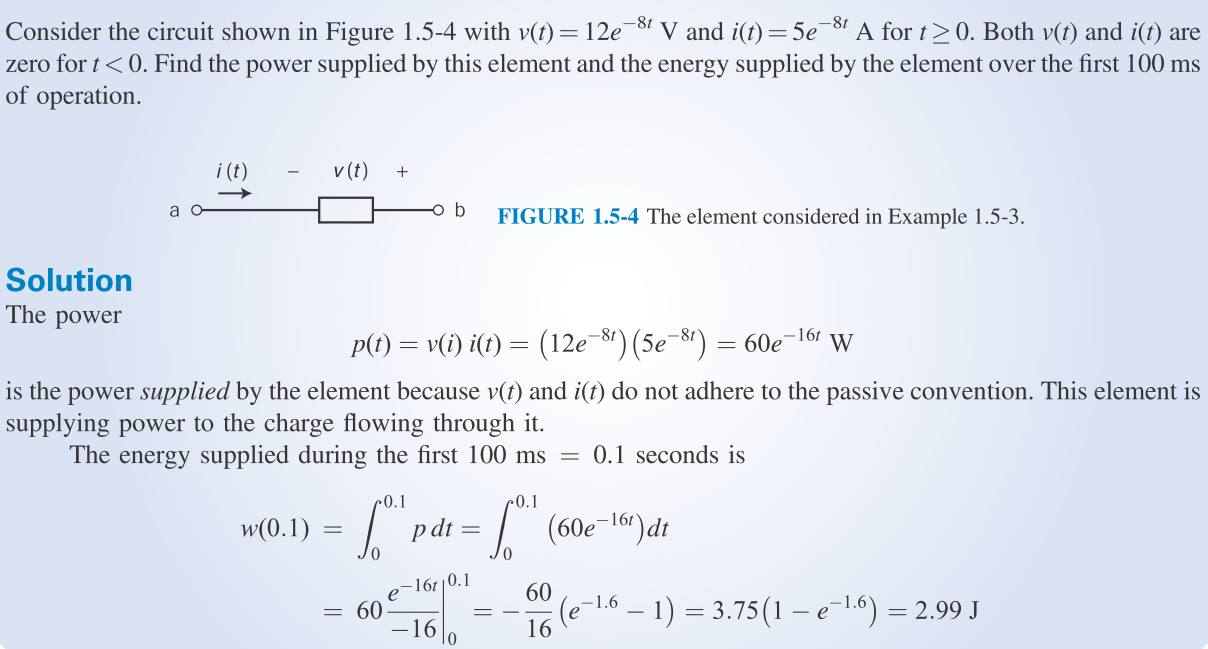 Consider the circuit shown in Figure 1.5-4 with v(t) = 12e^{−8t} V and i(t) = 5e^{−8t} A for t ≥ 0. Both v(t) and i(t) are
zero for t < 0. Find the power supplied by this element and the energy supplied by the element over the first 100 ms
of operation.
i(t) − v(t) +
a b
FIGURE 1.5-4 The element considered in Example 1.5-3.
Solution
The power
p(t) = v(i) i(t) = (12e^{−8t})(5e^{−8t}) = 60e^{−16t} W
is the power supplied by the element because v(t) and i(t) do not adhere to the passive convention. This element is
supplying power to the charge flowing through it.
The energy supplied during the first 100 ms = 0.1 seconds is
w(0.1) = ∫_0^{0.1} p dt = ∫_0^{0.1} (60e^{−16t})dt
= 60 e^{−16t}/−16 |_0^{0.1} = −60/16 (e^{−1.6} − 1) = 3.75(1 − e^{−1.6}) = 2.99 J